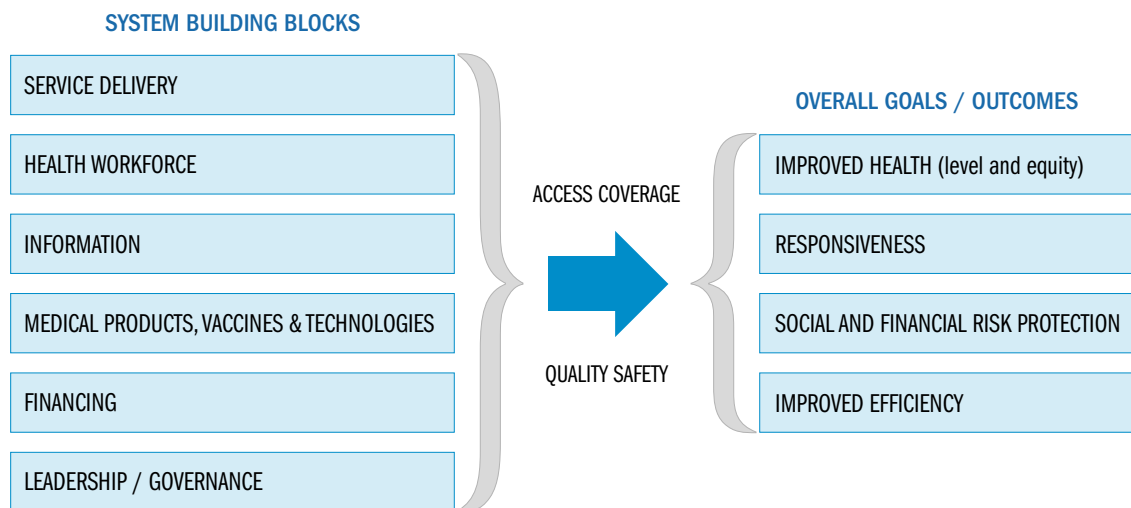 SYSTEM BUILDING BLOCKS
SERVICE DELIVERY
HEALTH WORKFORCE
INFORMATION
MEDICAL PRODUCTS, VACCINES & TECHNOLOGIES
FINANCING
LEADERSHIP / GOVERNANCE
ACCESS COVERAGE
QUALITY SAFETY
OVERALL GOALS / OUTCOMES
IMPROVED HEALTH (level and equity)
RESPONSIVENESS
SOCIAL AND FINANCIAL RISK PROTECTION
IMPROVED EFFICIENCY